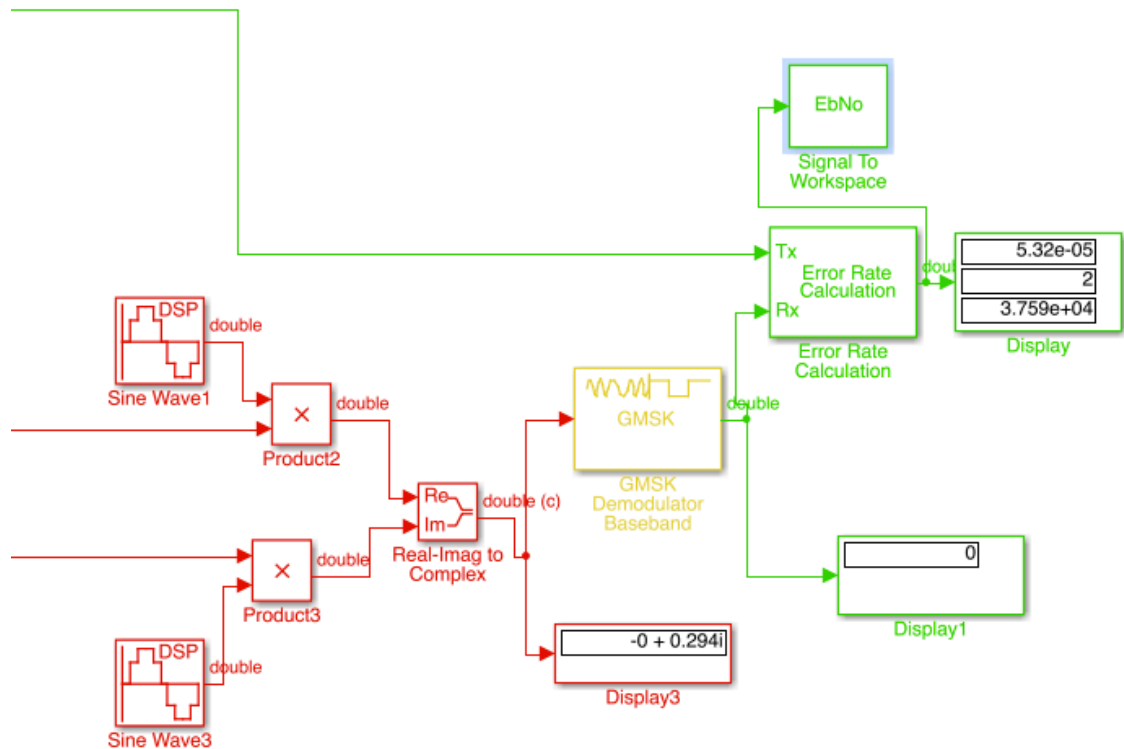 EbNo
Signal To
Workspace
Tx
Error Rate
Calculation
Rx
Error Rate
Calculation
doul
5.32e-05
2
3.759e+04
Display
DSP
double
Sine Wave1
×
double
Product2
GMSK
double
GMSK
Demodulator
Baseband
Re
Im
double (c)
Real-Imag to
Complex
×
double
Product3
0
Display1
DSP
double
Sine Wave3
-0 + 0.294i
Display3